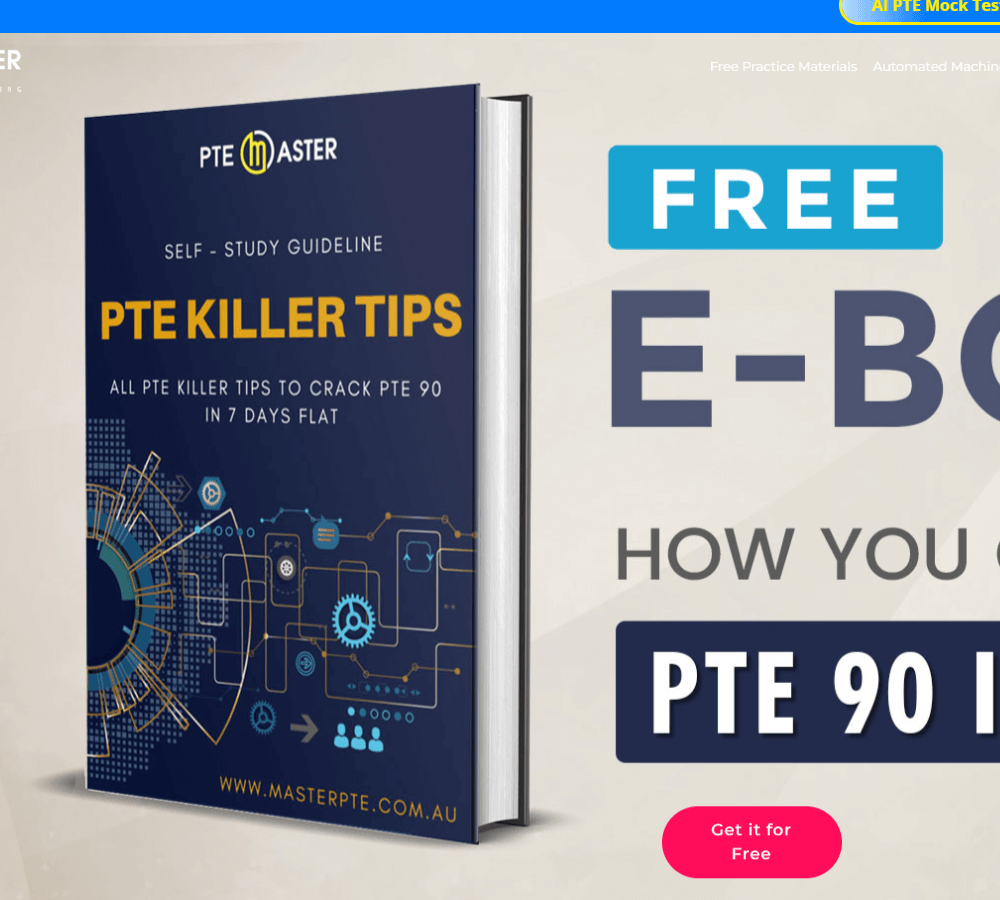 AI PTE Mock Tes
ER
Free Practice Materials Automated Machin
PTE MASTER
SELF - STUDY GUIDELINE
PTE KILLER TIPS
ALL PTE KILLER TIPS TO CRACK PTE 90
IN 7 DAYS FLAT
WWW.MASTERPTE.COM.AU
FREE
E-BO
HOW YOU
PTE 90 I
Get it for
Free